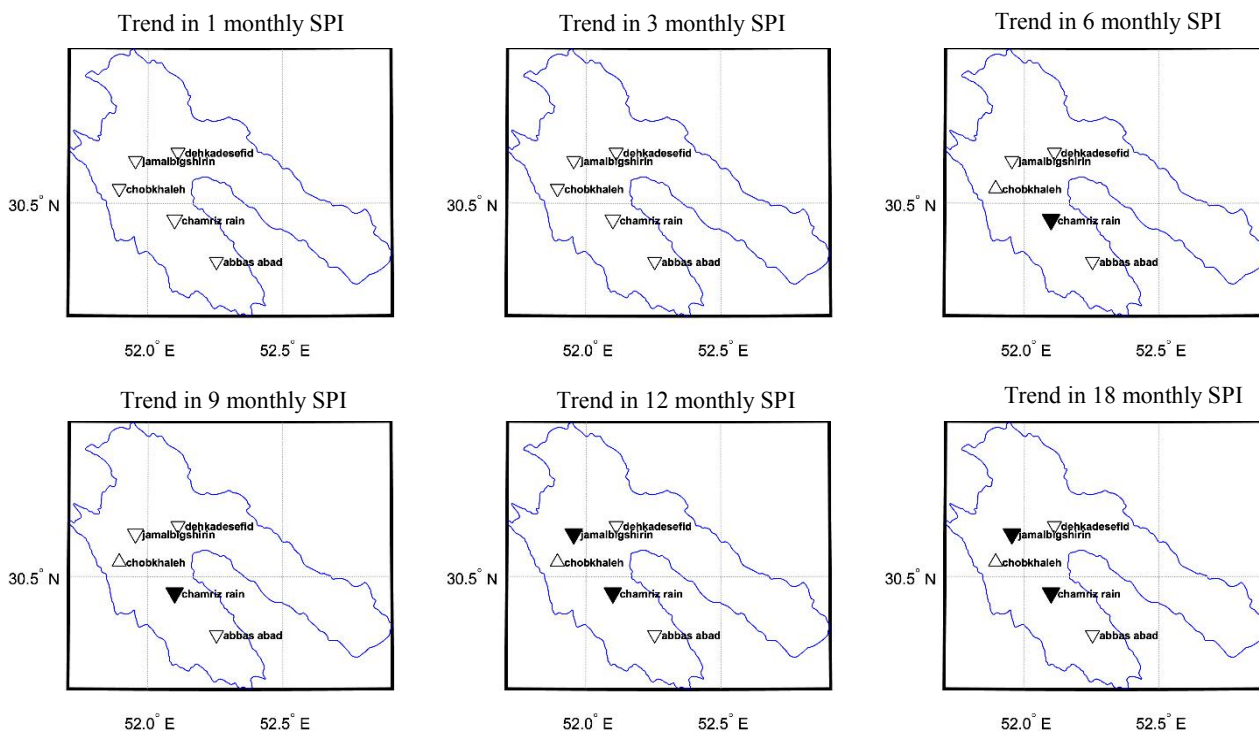 Trend in 1 monthly SPI
Trend in 3 monthly SPI
Trend in 6 monthly SPI
dehkadesefid
jamalbigshirin
chobkhaleh
30.5° N
chamriz rain
abbas abad
52.0° E
52.5° E
dehkadesefid
jamalbigshirin
chobkhaleh
chamriz rain
abbas abad
52.0° E
52.5° E
dehkadesefid
jamalbigshirin
chobkhaleh
30.5° N
chamriz rain
abbas abad
52.0° E
52.5° E
Trend in 9 monthly SPI
Trend in 12 monthly SPI
Trend in 18 monthly SPI
dehkadesefid
jamalbigshirin
chobkhaleh
30.5° N
chamriz rain
abbas abad
52.0° E
52.5° E
dehkadesefid
jamalbigshirin
chobkhaleh
30.5° N
chamriz rain
abbas abad
52.0° E
52.5° E
dehkadesefid
jamalbigshirin
chobkhaleh
30.5° N
chamriz rain
abbas abad
52.0° E
52.5° E